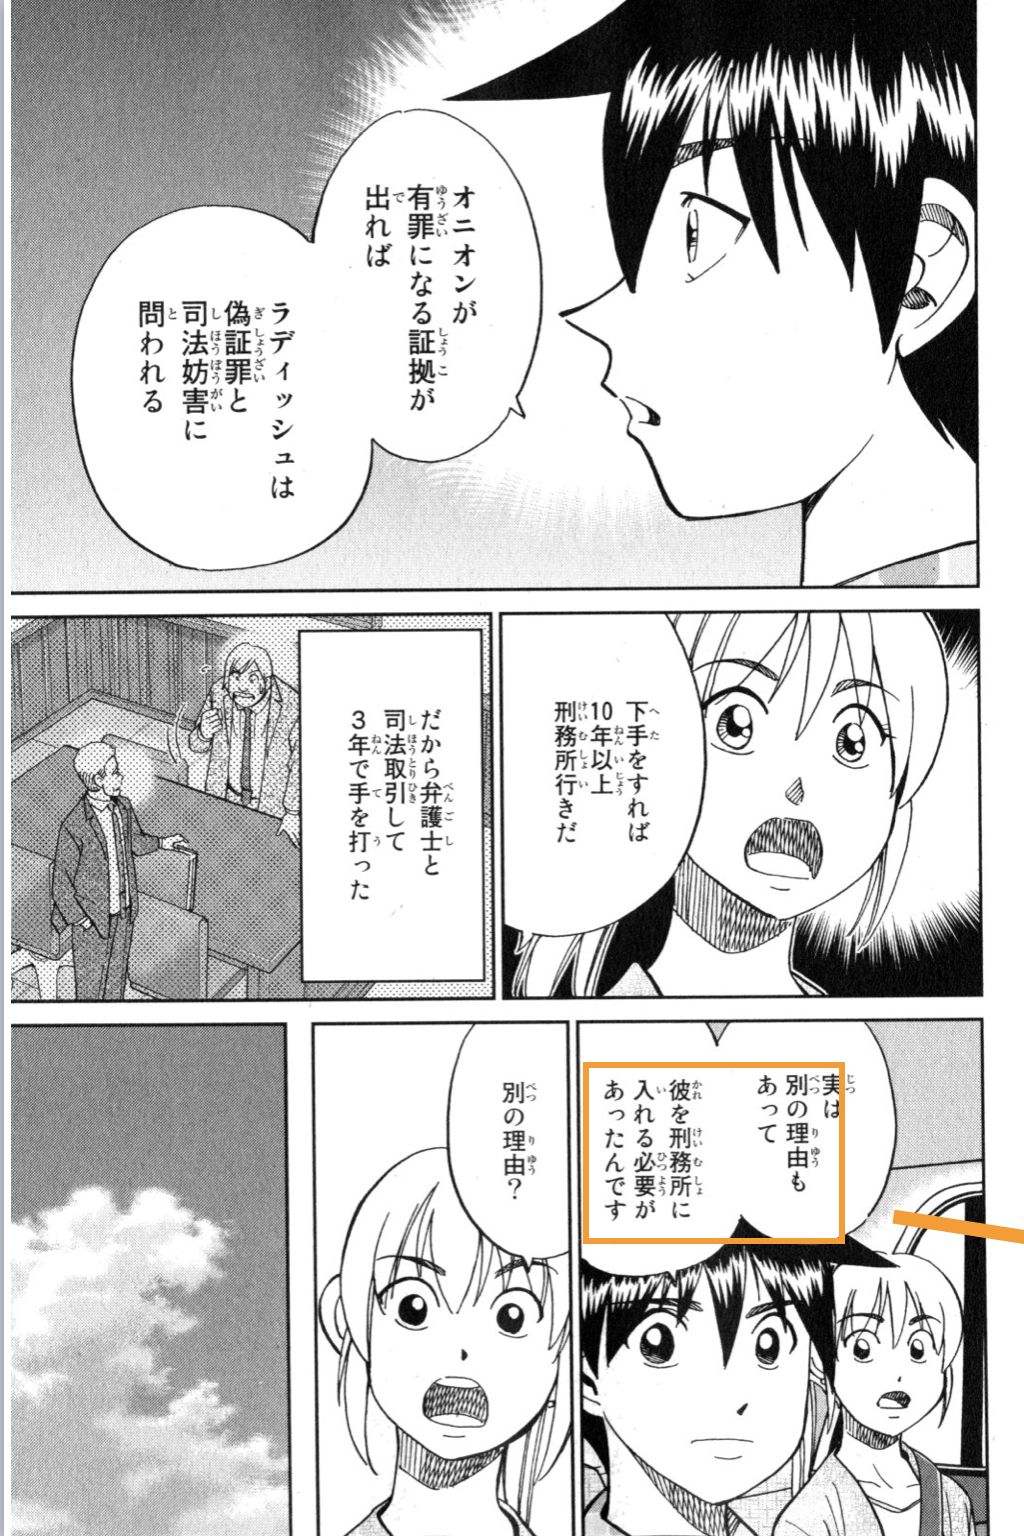 オニオンが
有罪になる証拠が
出れば
ラディッシュは
偽証罪と
司法妨害に
問われる
下手をすれば
10年以上
刑務所行きだ
だから弁護士と
司法取引して
3年で手を打った
実は
別の理由も
あって
彼を刑務所に
入れる必要が
あったんです
別の理由?